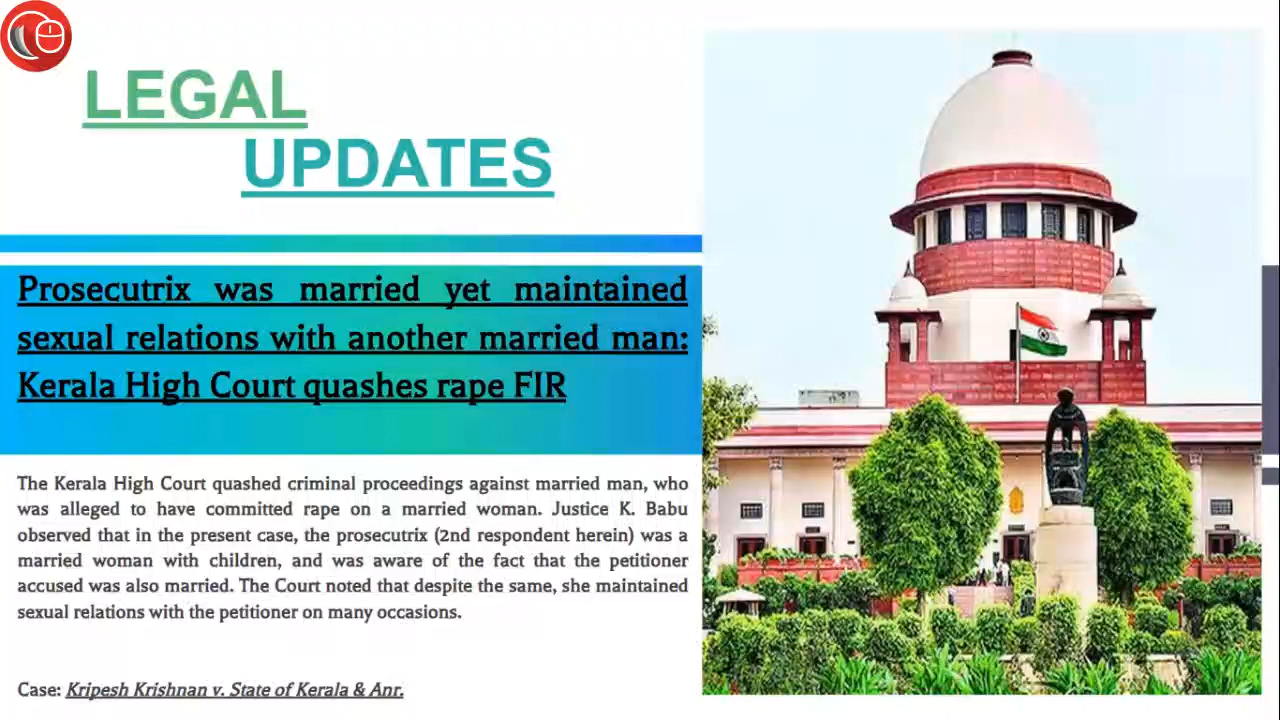 LEGAL
UPDATES
Prosecutrix was married yet maintained
sexual relations with another married man:
Kerala High Court quashes rape FIR
The Kerala High Court quashed criminal proceedings against married man, who
was alleged to have committed rape on a married woman. Justice K. Babu
observed that in the present case, the prosecutrix (2nd respondent herein) was a
married woman with children, and was aware of the fact that the petitioner
accused was also married. The Court noted that despite the same, she maintained
sexual relations with the petitioner on many occasions.
Case: Kripesh Krishnan v. State of Kerala & Anr.